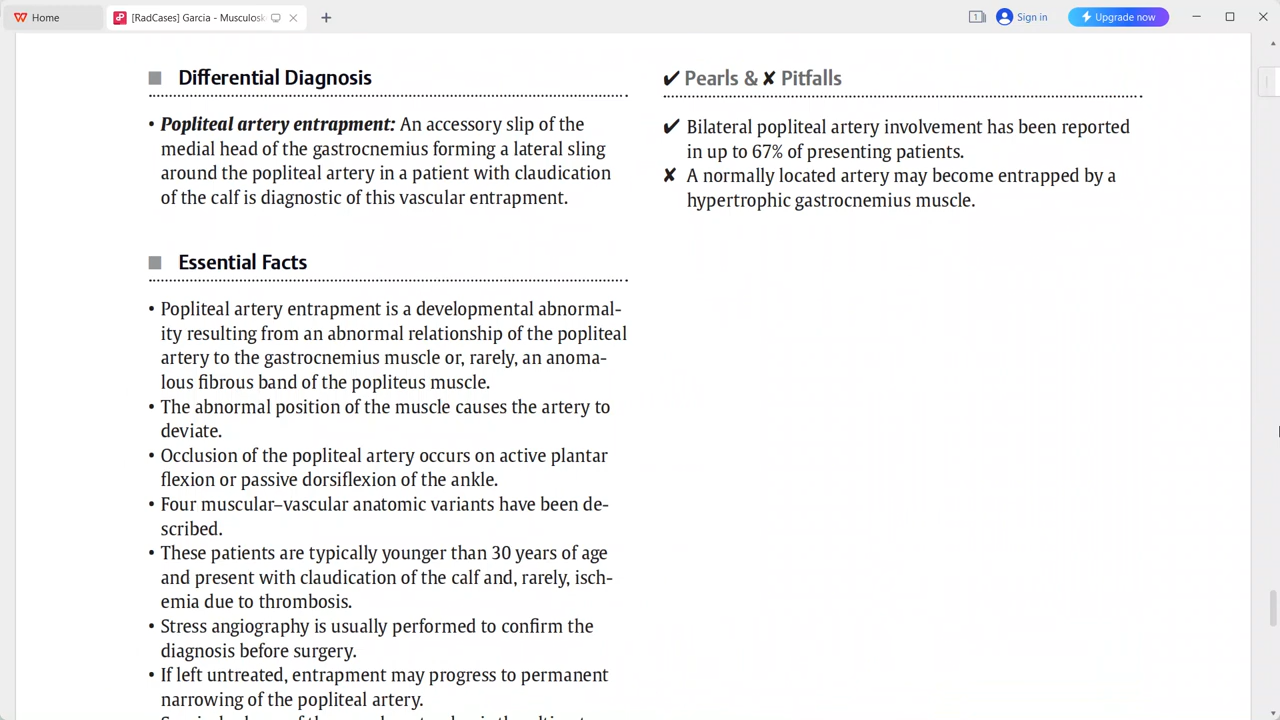 Home
[RadCases] Garcia - Musculosk
1
Sign in
Upgrade now
Differential Diagnosis
• Popliteal artery entrapment: An accessory slip of the
medial head of the gastrocnemius forming a lateral sling
around the popliteal artery in a patient with claudication
of the calf is diagnostic of this vascular entrapment.
Essential Facts
• Popliteal artery entrapment is a developmental abnormal-
ity resulting from an abnormal relationship of the popliteal
artery to the gastrocnemius muscle or, rarely, an anoma-
lous fibrous band of the popliteus muscle.
• The abnormal position of the muscle causes the artery to
deviate.
• Occlusion of the popliteal artery occurs on active plantar
flexion or passive dorsiflexion of the ankle.
• Four muscular–vascular anatomic variants have been de-
scribed.
• These patients are typically younger than 30 years of age
and present with claudication of the calf and, rarely, isch-
emia due to thrombosis.
• Stress angiography is usually performed to confirm the
diagnosis before surgery.
• If left untreated, entrapment may progress to permanent
narrowing of the popliteal artery.
✔ Pearls & ✘ Pitfalls
✔ Bilateral popliteal artery involvement has been reported
in up to 67% of presenting patients.
✘ A normally located artery may become entrapped by a
hypertrophic gastrocnemius muscle.